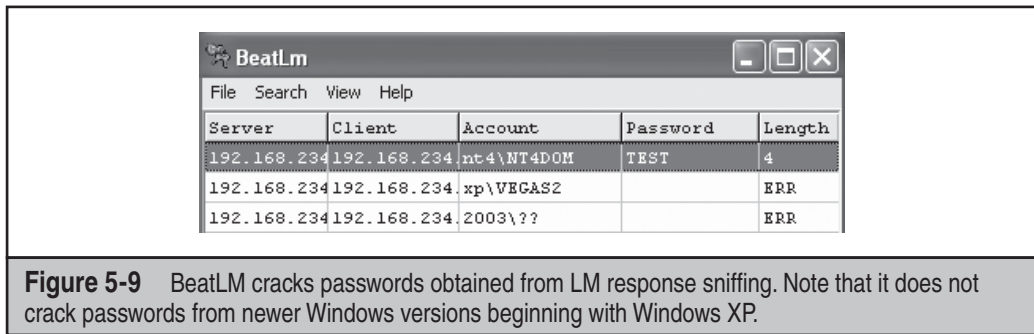 BeatLm
File Search View Help
Server Client Account Password Length
192.168.234 192.168.234. nt4\NT4DOM TEST 4
192.168.234 192.168.234. xp\VEGAS2 ERR
192.168.234 192.168.234. 2003\?? ERR
Figure 5-9 BeatLM cracks passwords obtained from LM response sniffing. Note that it does not
crack passwords from newer Windows versions beginning with Windows XP.